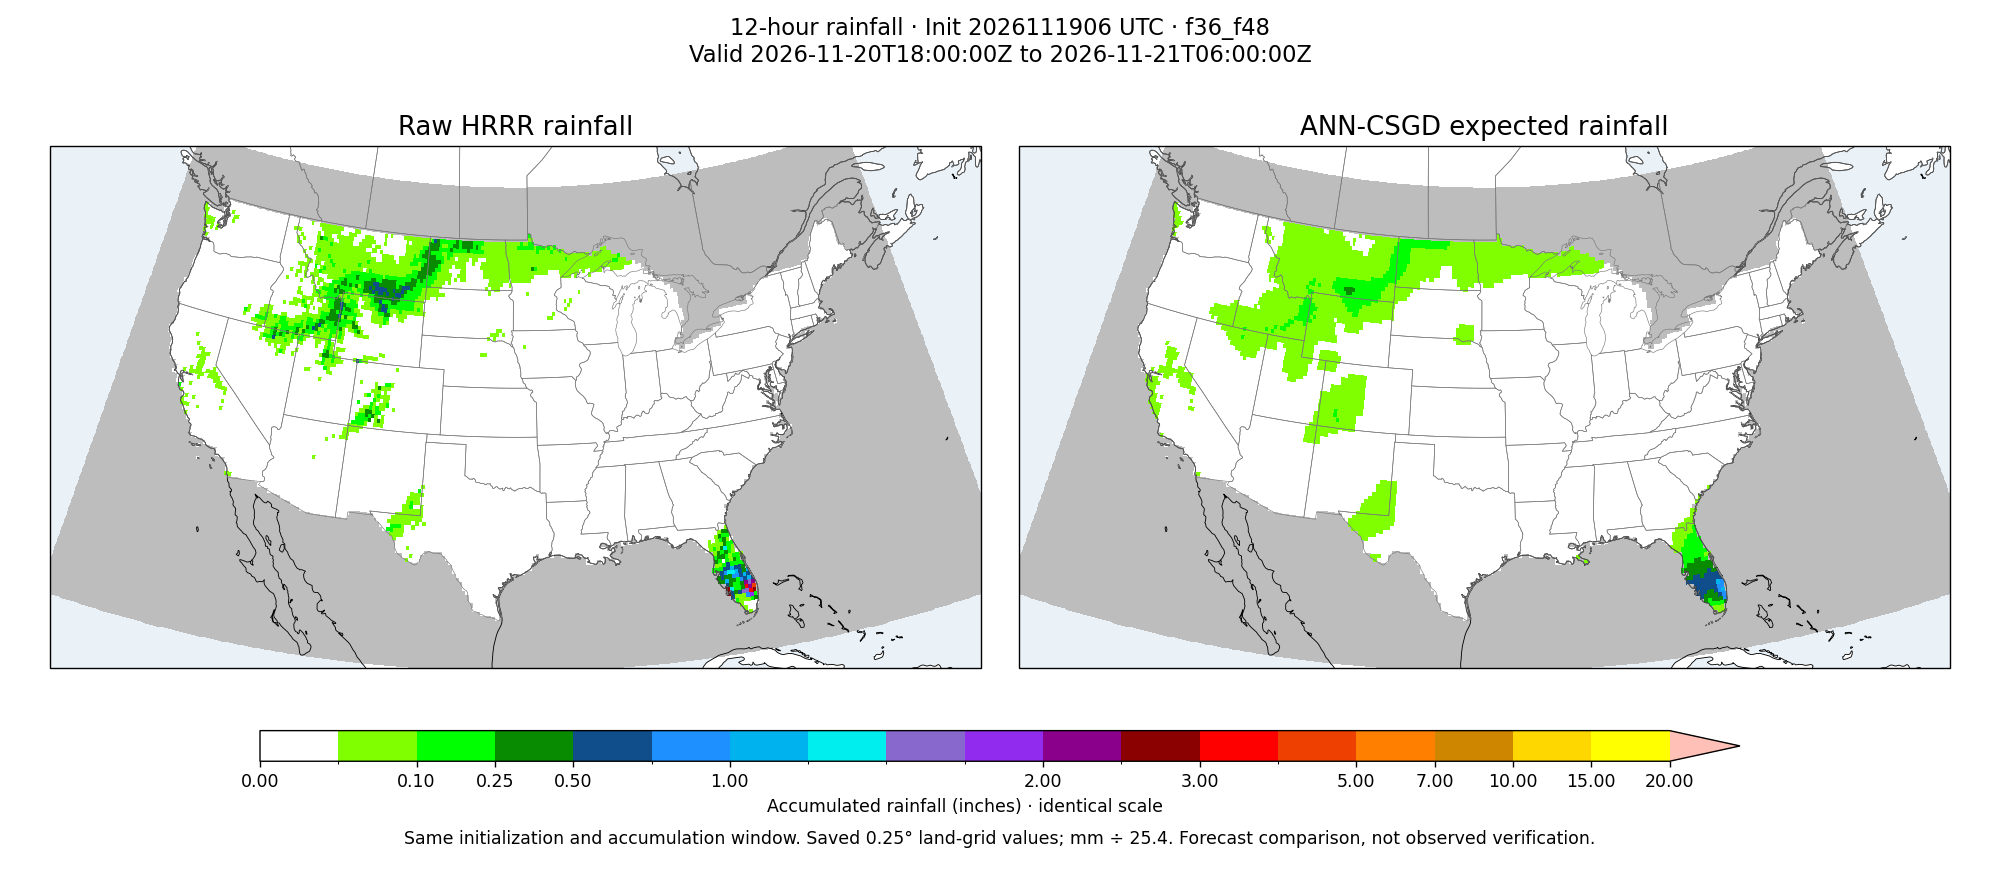 12-hour rainfall · Init 2026111906 UTC · f36_f48
Valid 2026-11-20T18:00:00Z to 2026-11-21T06:00:00Z
Raw HRRR rainfall
ANN-CSGD expected rainfall
0.00 0.10 0.25 0.50 1.00 2.00 3.00 5.00 7.00 10.00 15.00 20.00
Accumulated rainfall (inches) · identical scale
Same initialization and accumulation window. Saved 0.25° land-grid values; mm ÷ 25.4. Forecast comparison, not observed verification.